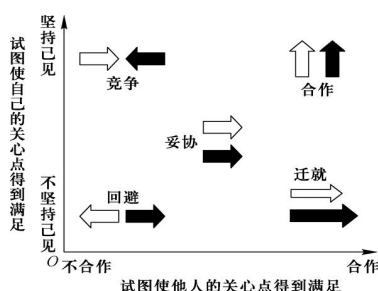 试图使自己的关心点得到满足
坚持己见
不坚持己见
竞争
合作
妥协
回避
迁就
O 不合作
合作
试图使他人的关心点得到满足